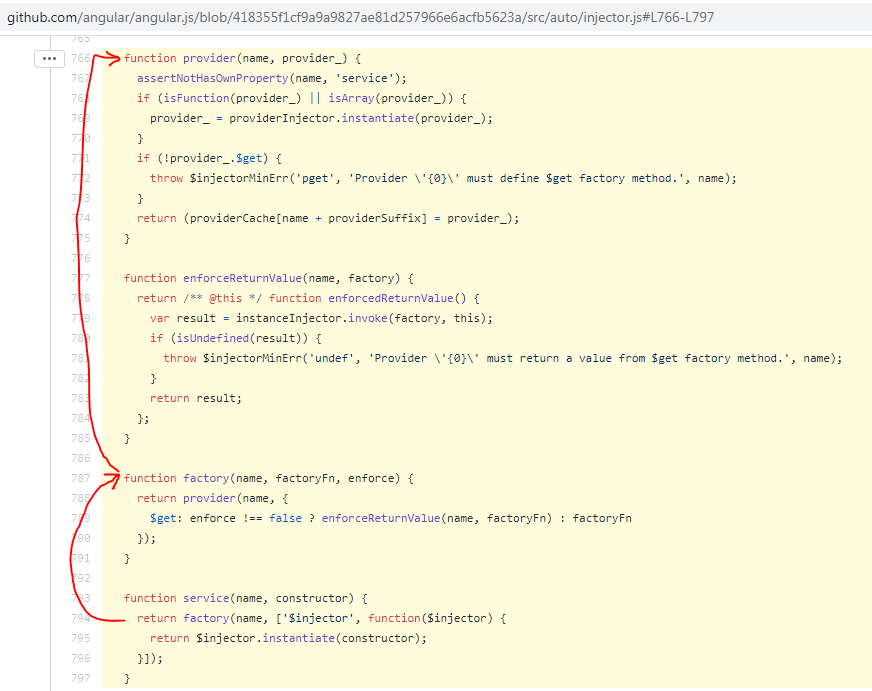 github.com/angular/angular.js/blob/418355f1cf9a9a9827ae81d257966e6acfb5623a/src/auto/injector.js#L766-L797
765
766 function provider(name, provider_) {
767 assertNotHasOwnProperty(name, 'service');
768 if (isFunction(provider_) || isArray(provider_)) {
769 provider_ = providerInjector.instantiate(provider_);
770 }
771 if (!provider_.$get) {
772 throw $injectorMinErr('pget', 'Provider \'{0}\' must define $get factory method.', name);
773 }
774 return (providerCache[name + providerSuffix] = provider_);
775 }
776
777 function enforceReturnValue(name, factory) {
778 return /** @this */ function enforcedReturnValue() {
779 var result = instanceInjector.invoke(factory, this);
780 if (isUndefined(result)) {
781 throw $injectorMinErr('undef', 'Provider \'{0}\' must return a value from $get factory method.', name);
782 }
783 return result;
784 };
785 }
786
787 function factory(name, factoryFn, enforce) {
788 return provider(name, {
789 $get: enforce !== false ? enforceReturnValue(name, factoryFn) : factoryFn
790 });
791 }
792
793 function service(name, constructor) {
794 return factory(name, ['$injector', function($injector) {
795 return $injector.instantiate(constructor);
796 }]);
797 }